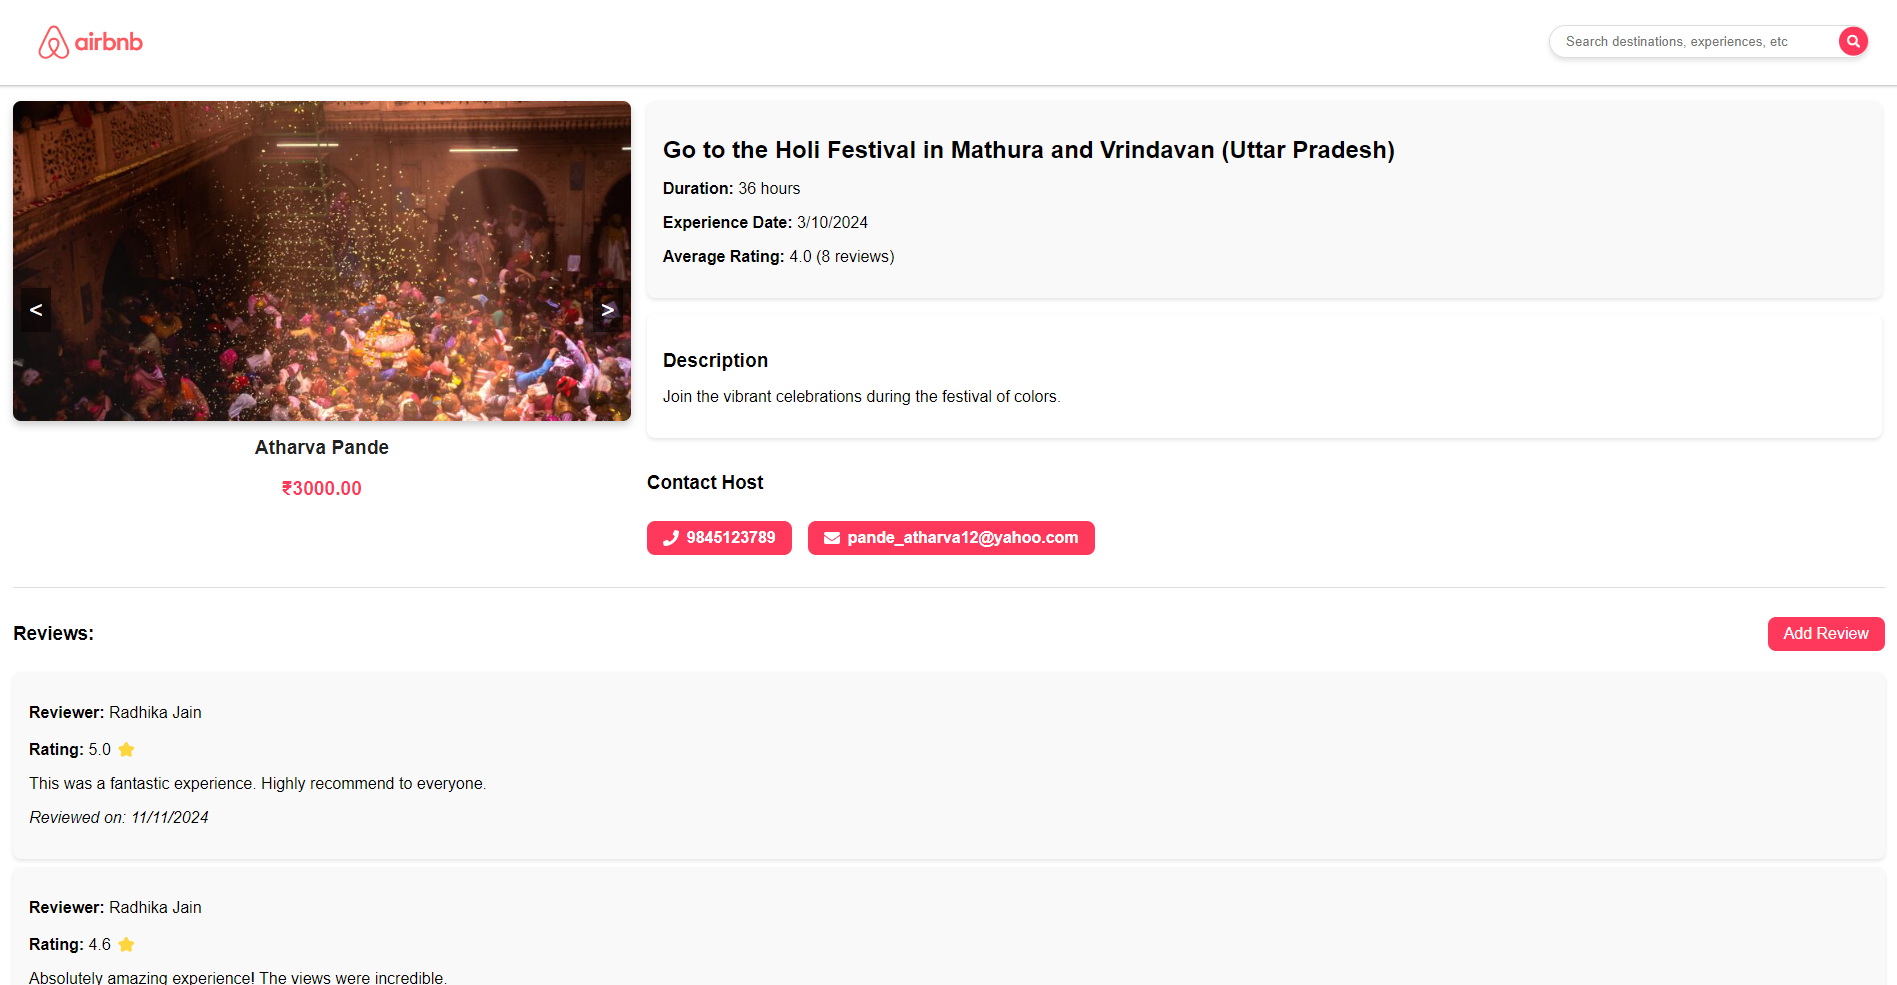 airbnb
Search destinations, experiences, etc
<
>
Atharva Pande
₹3000.00
Go to the Holi Festival in Mathura and Vrindavan (Uttar Pradesh)
Duration: 36 hours
Experience Date: 3/10/2024
Average Rating: 4.0 (8 reviews)
Description
Join the vibrant celebrations during the festival of colors.
Contact Host
9845123789
pande_atharva12@yahoo.com
Reviews:
Add Review
Reviewer: Radhika Jain
Rating: 5.0
This was a fantastic experience. Highly recommend to everyone.
Reviewed on: 11/11/2024
Reviewer: Radhika Jain
Rating: 4.6
Absolutely amazing experience! The views were incredible.